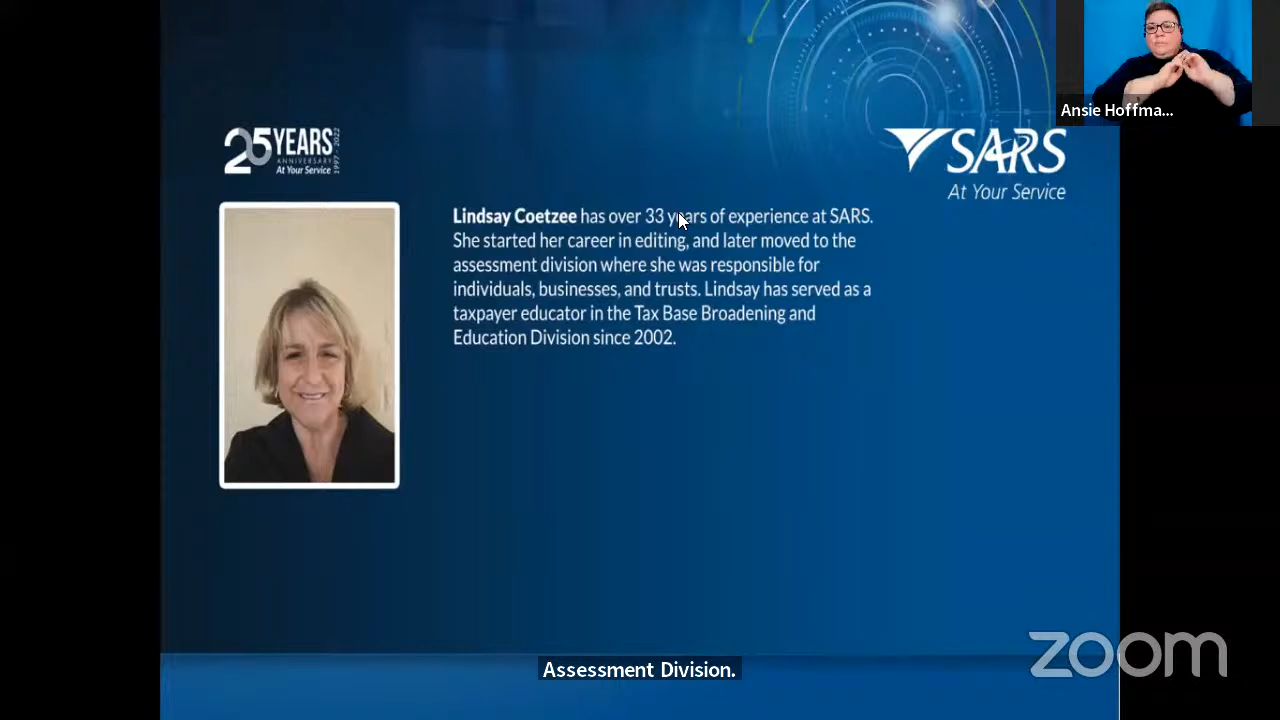 Ansie Hoffma...
25 YEARS
ANNIVERSARY
At Your Service
1997 - 2022
SARS
At Your Service
Lindsay Coetzee has over 33 years of experience at SARS.
She started her career in editing, and later moved to the
assessment division where she was responsible for
individuals, businesses, and trusts. Lindsay has served as a
taxpayer educator in the Tax Base Broadening and
Education Division since 2002.
zoom
Assessment Division.